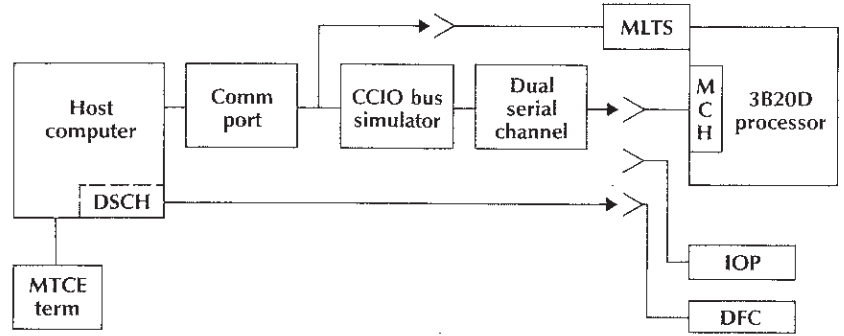 MLTS
Host
computer
Comm
port
CCIO bus
simulator
Dual
serial
channel
M
C
H
3B20D
processor
DSCH
MTCE
term
IOP
DFC